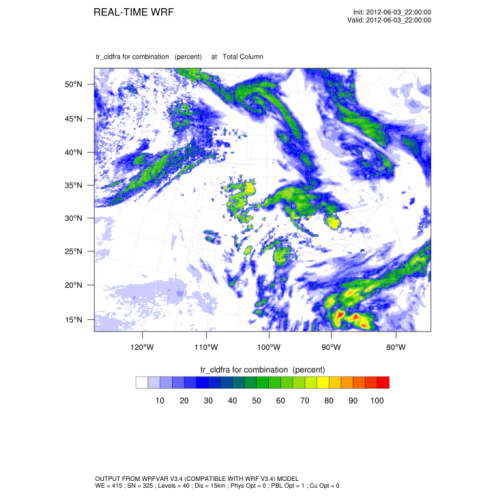 REAL-TIME WRF
Init: 2012-06-03_22:00:00
Valid: 2012-06-03_22:00:00
tr_cldfra for combination (percent) at Total Column
50°N
45°N
40°N
35°N
30°N
25°N
20°N
15°N
120°W 110°W 100°W 90°W 80°W
tr_cldfra for combination (percent)
10 20 30 40 50 60 70 80 90 100
OUTPUT FROM WRFVAR V3.4 (COMPATIBLE WITH WRF V3.4) MODEL
WE = 415 ; SN = 325 ; Levels = 40 ; Dis = 15km ; Phys Opt = 0 ; PBL Opt = 1 ; Cu Opt = 0